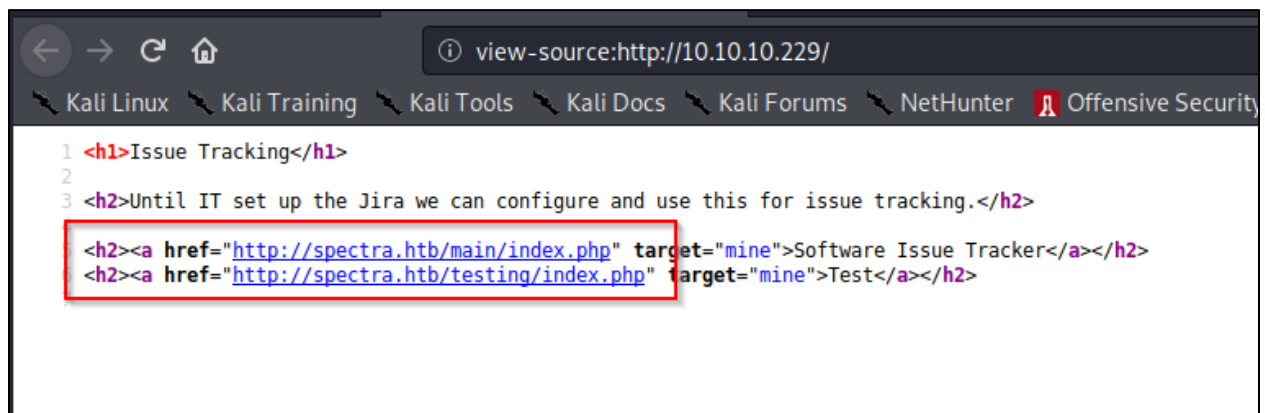 view-source:http://10.10.10.229/
Kali Linux Kali Training Kali Tools Kali Docs Kali Forums NetHunter Offensive Security
1 <h1>Issue Tracking</h1>
2
3 <h2>Until IT set up the Jira we can configure and use this for issue tracking.</h2>
<h2><a href="http://spectra.htb/main/index.php" target="mine">Software Issue Tracker</a></h2>
<h2><a href="http://spectra.htb/testing/index.php" target="mine">Test</a></h2>